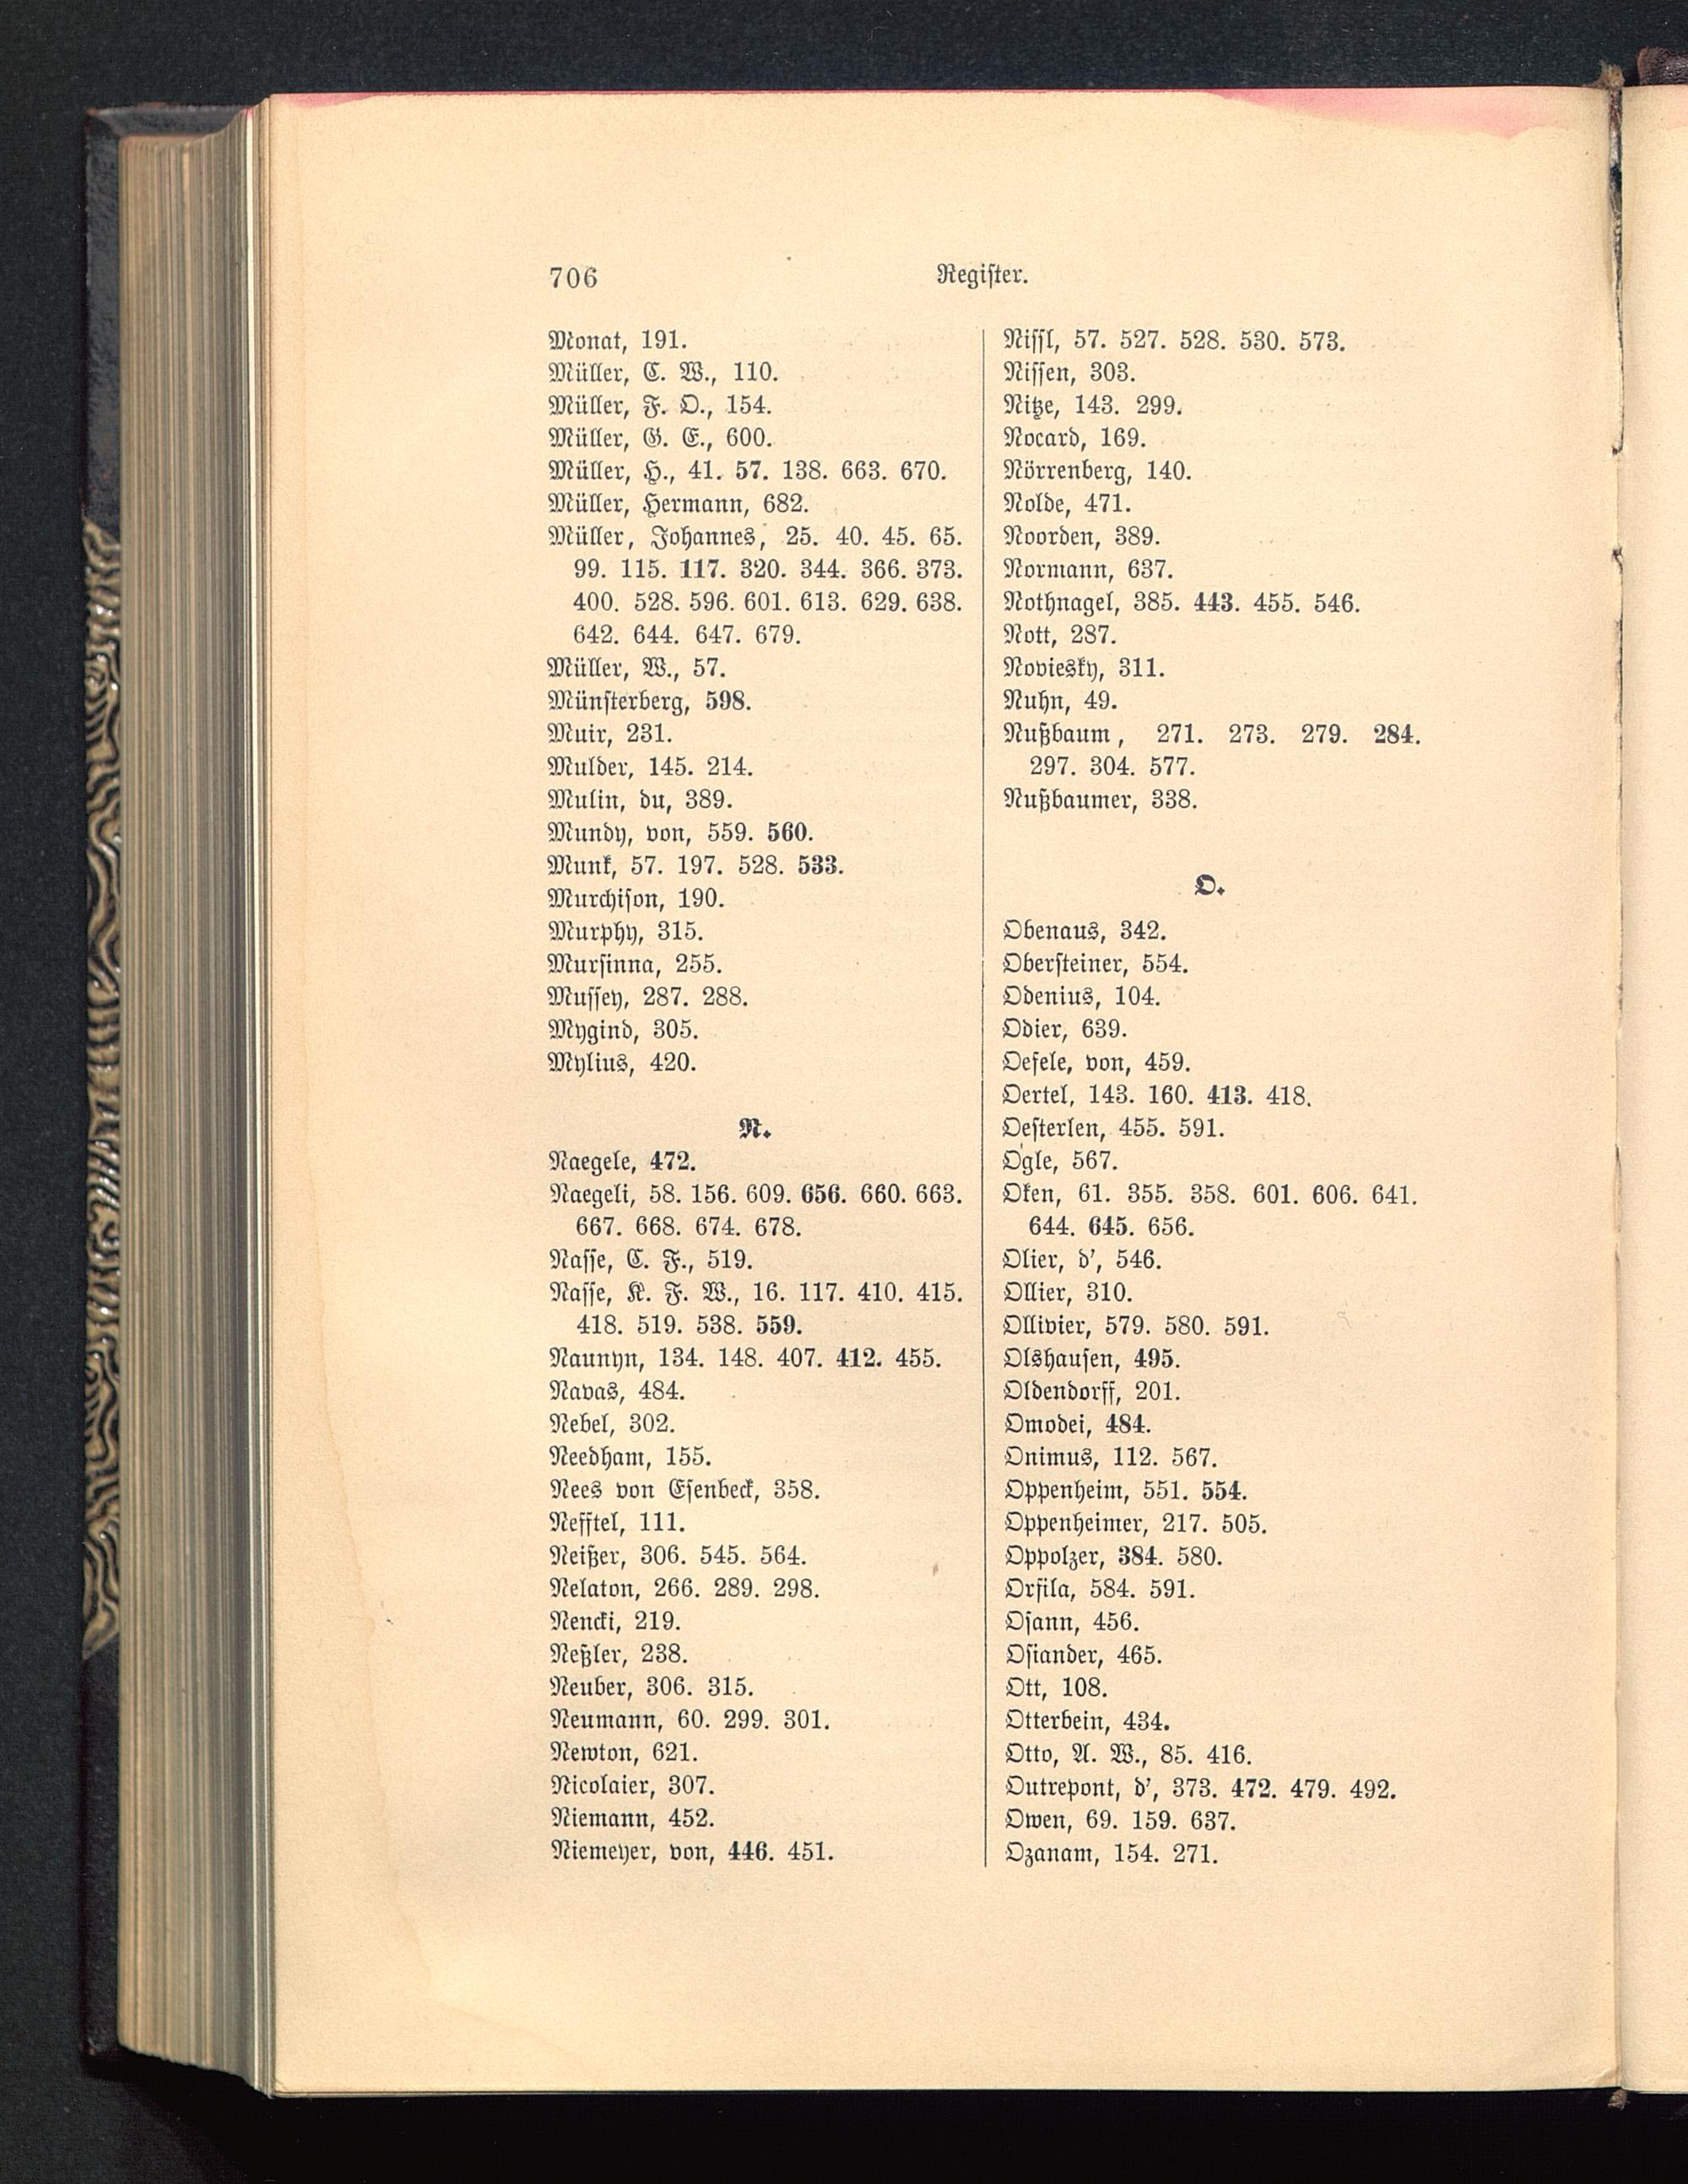 706
Register.
Monat, 191.
Müller, C. W., 110.
Müller, F. O., 154.
Müller, G. E., 600.
Müller, H., 41. 57. 138. 663. 670.
Müller, Hermann, 682.
Müller, Johannes, 25. 40. 45. 65.
99. 115. 117. 320. 344. 366. 373.
400. 528. 596. 601. 613. 629. 638.
642. 644. 647. 679.
Müller, W., 57.
Münsterberg, 598.
Muir, 231.
Mulder, 145. 214.
Mulin, du, 389.
Mundy, von, 559. 560.
Munk, 57. 197. 528. 533.
Murchison, 190.
Murphy, 315.
Mursinna, 255.
Mussey, 287. 288.
Mygind, 305.
Mylius, 420.
N.
Naegele, 472.
Naegeli, 58. 156. 609. 656. 660. 663.
667. 668. 674. 678.
Nasse, C. F., 519.
Nasse, K. F. W., 16. 117. 410. 415.
418. 519. 538. 559.
Naunyn, 134. 148. 407. 412. 455.
Navas, 484.
Nebel, 302.
Needham, 155.
Nees von Esenbeck, 358.
Nefftel, 111.
Neißer, 306. 545. 564.
Nelaton, 266. 289. 298.
Nencki, 219.
Neßler, 238.
Neuber, 306. 315.
Neumann, 60. 299. 301.
Newton, 621.
Nicolaier, 307.
Niemann, 452.
Niemeyer, von, 446. 451.
Nissl, 57. 527. 528. 530. 573.
Nissen, 303.
Nitze, 143. 299.
Nocard, 169.
Nörrenberg, 140.
Nolde, 471.
Noorden, 389.
Normann, 637.
Nothnagel, 385. 443. 455. 546.
Nott, 287.
Noviesky, 311.
Nuhn, 49.
Nußbaum, 271. 273. 279. 284.
297. 304. 577.
Nußbaumer, 338.
O.
Obenaus, 342.
Obersteiner, 554.
Odenius, 104.
Odier, 639.
Oefele, von, 459.
Oertel, 143. 160. 413. 418.
Oesterlen, 455. 591.
Ogle, 567.
Oken, 61. 355. 358. 601. 606. 641.
644. 645. 656.
Olier, d', 546.
Ollier, 310.
Ollivier, 579. 580. 591.
Olshausen, 495.
Oldendorff, 201.
Omodei, 484.
Onimus, 112. 567.
Oppenheim, 551. 554.
Oppenheimer, 217. 505.
Oppolzer, 384. 580.
Orfila, 584. 591.
Osann, 456.
Osiander, 465.
Ott, 108.
Otterbein, 434.
Otto, A. W., 85. 416.
Outrepont, d', 373. 472. 479. 492.
Owen, 69. 159. 637.
Ozanam, 154. 271.